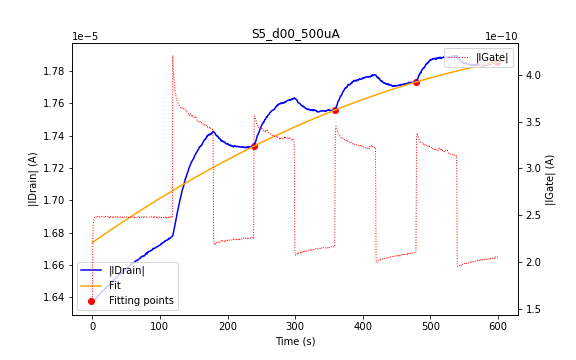 S5_d00_500uA
1e−5
1e−10
|IGate|
1.78
1.76
1.74
1.72
1.70
1.68
1.66
1.64
|IDrain| (A)
4.0
3.5
3.0
2.5
2.0
1.5
|IGate| (A)
|IDrain|
Fit
Fitting points
0
100
200
300
400
500
600
Time (s)